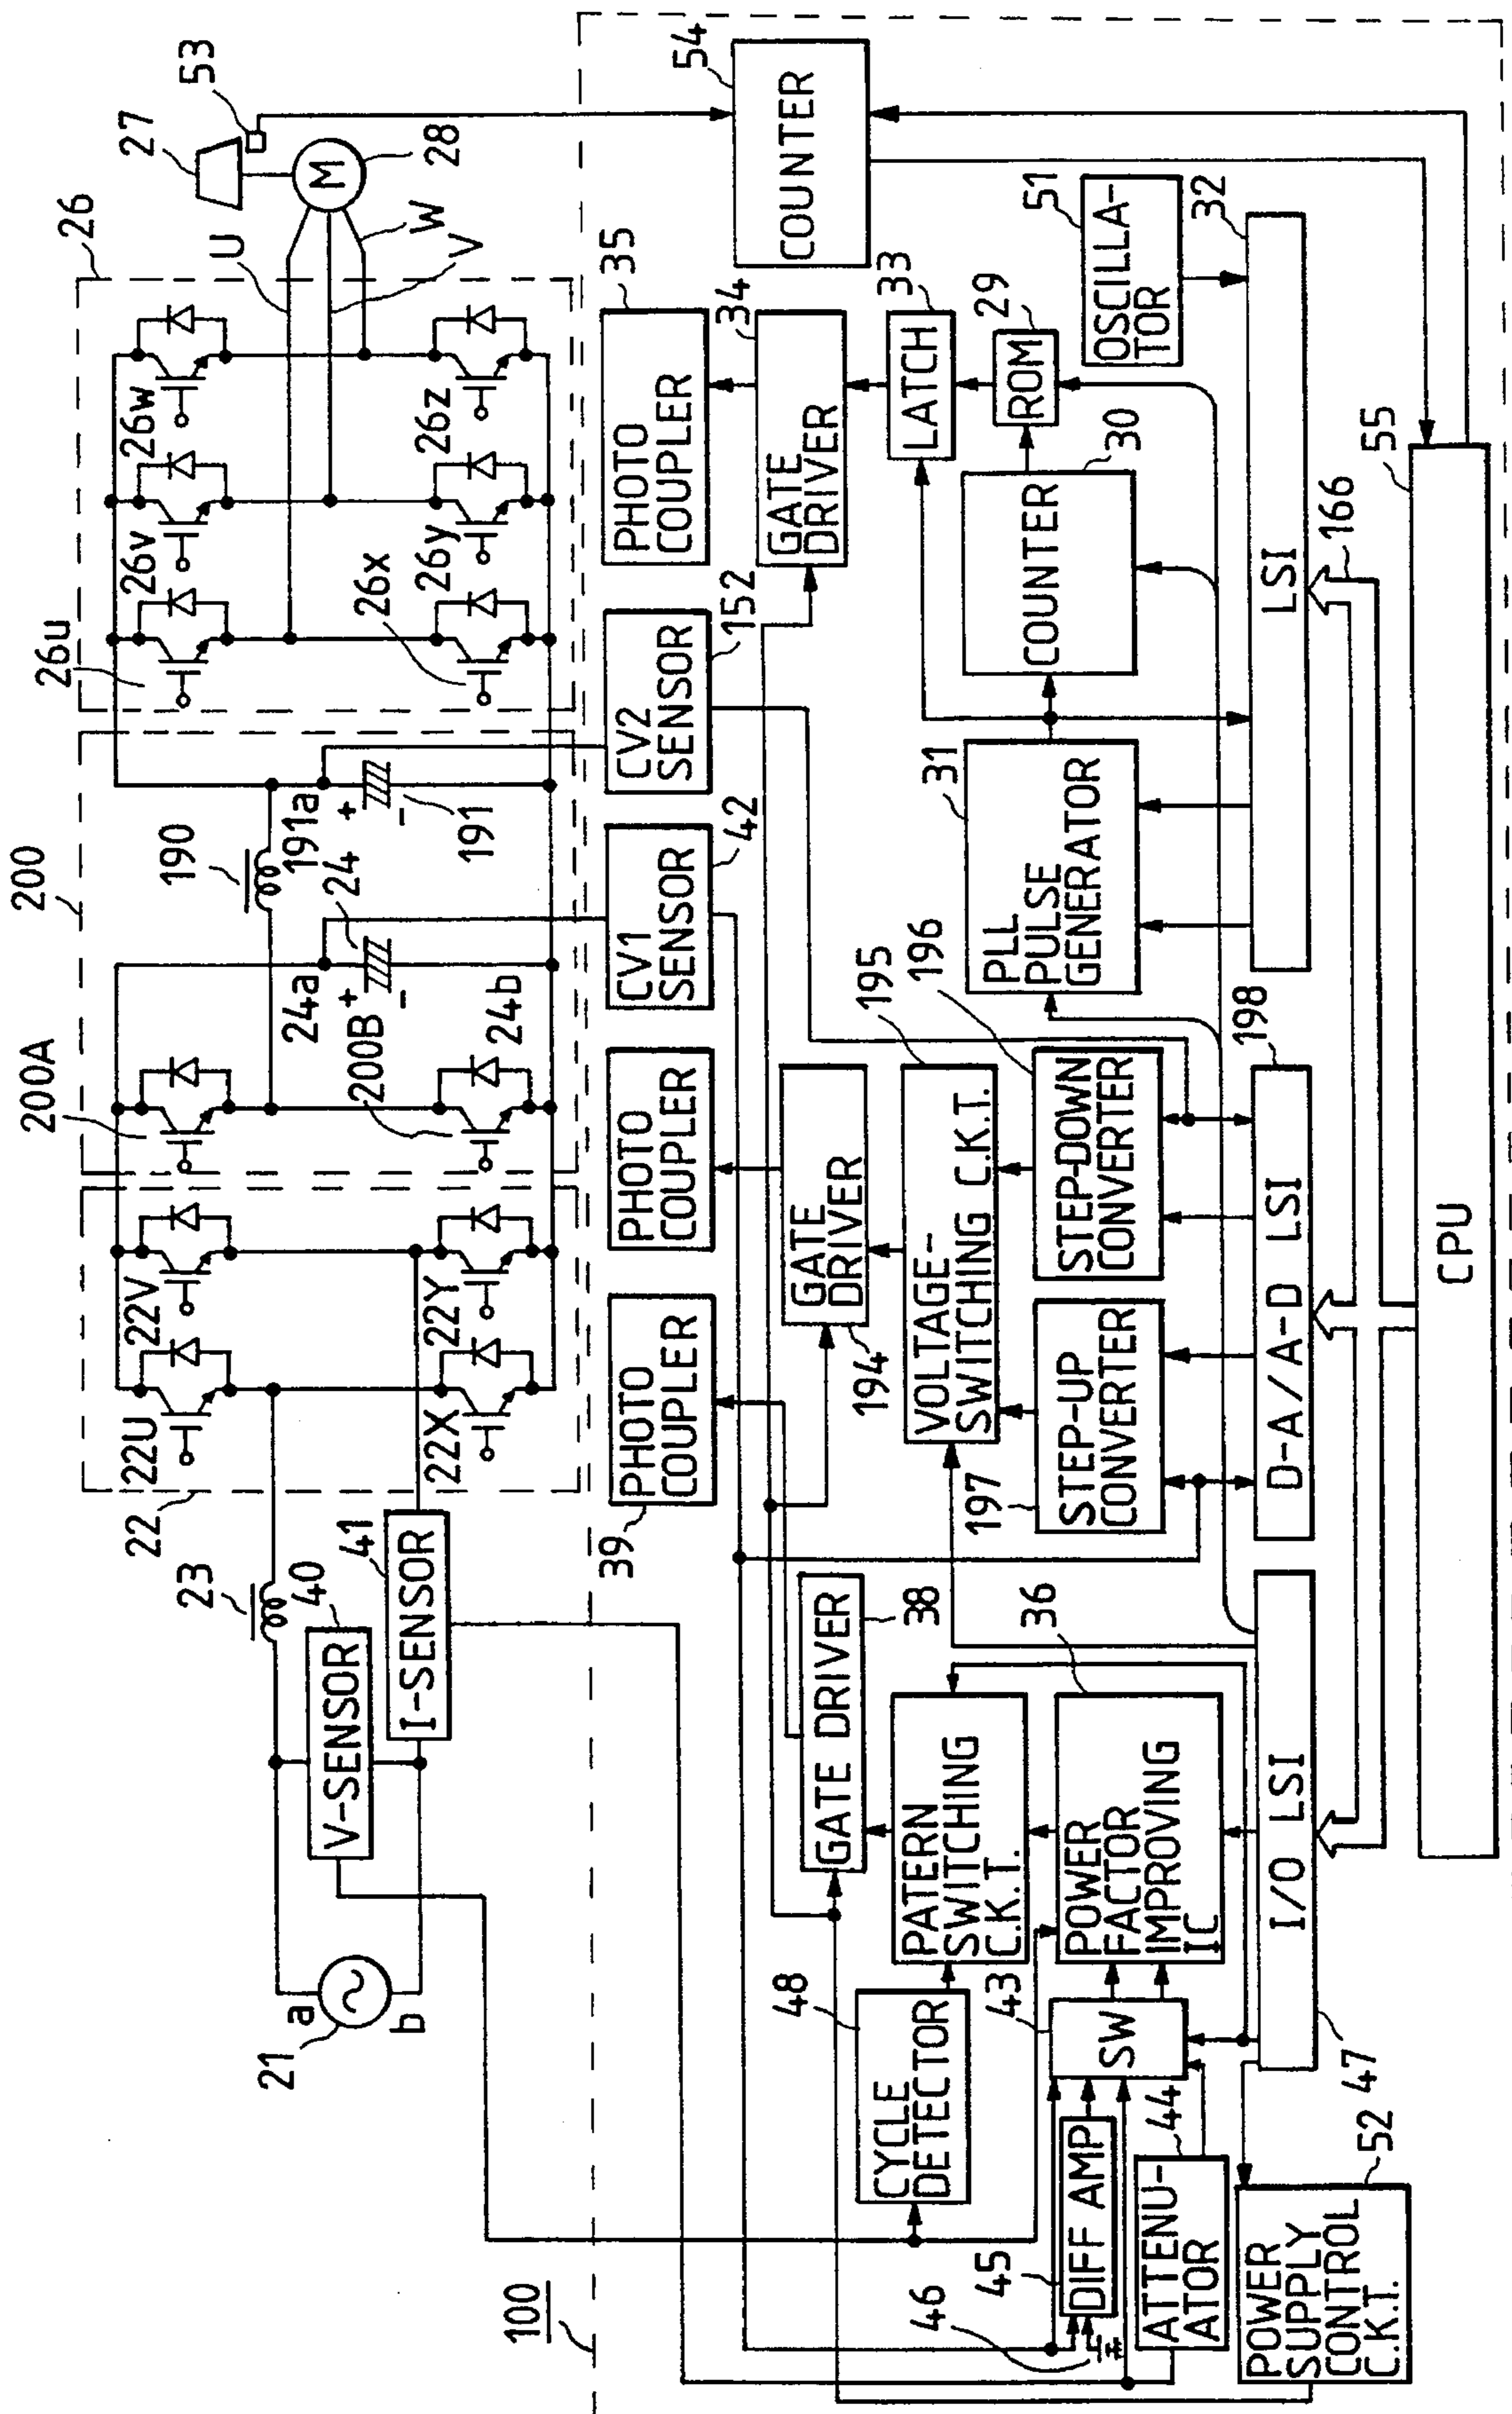 200
26
27
53
200A
190
26u
26v
26w
22U
22V
24a
24
191a
+
-
+
-
191
U
M
28
W
V
23
22
200B
24b
26x
26y
26z
22X
22Y
a
21
b
V-SENSOR
40
I-SENSOR
41
100
39
PHOTO
COUPLER
PHOTO
COUPLER
CV1
SENSOR
42
CV2
SENSOR
152
PHOTO
COUPLER
35
54
COUNTER
GATE DRIVER
38
GATE
DRIVER
194
GATE
DRIVER
34
48
CYCLE
DETECTOR
PATERN
SWITCHING
C.K.T.
VOLTAGE-
SWITCHING C.K.T.
195
LATCH
33
31
PLL
PULSE
GENERATOR
COUNTER
30
ROM
29
45
46
DIFF AMP
43
SW
36
POWER
FACTOR
IMPROVING
IC
197
STEP-UP
CONVERTER
STEP-DOWN
CONVERTER
196
OSCILLA-
TOR
51
ATTENU-
ATOR
44
POWER
SUPPLY
CONTROL
C.K.T.
52
I/O LSI
47
D-A/A-D LSI
198
LSI
32
166
CPU
55